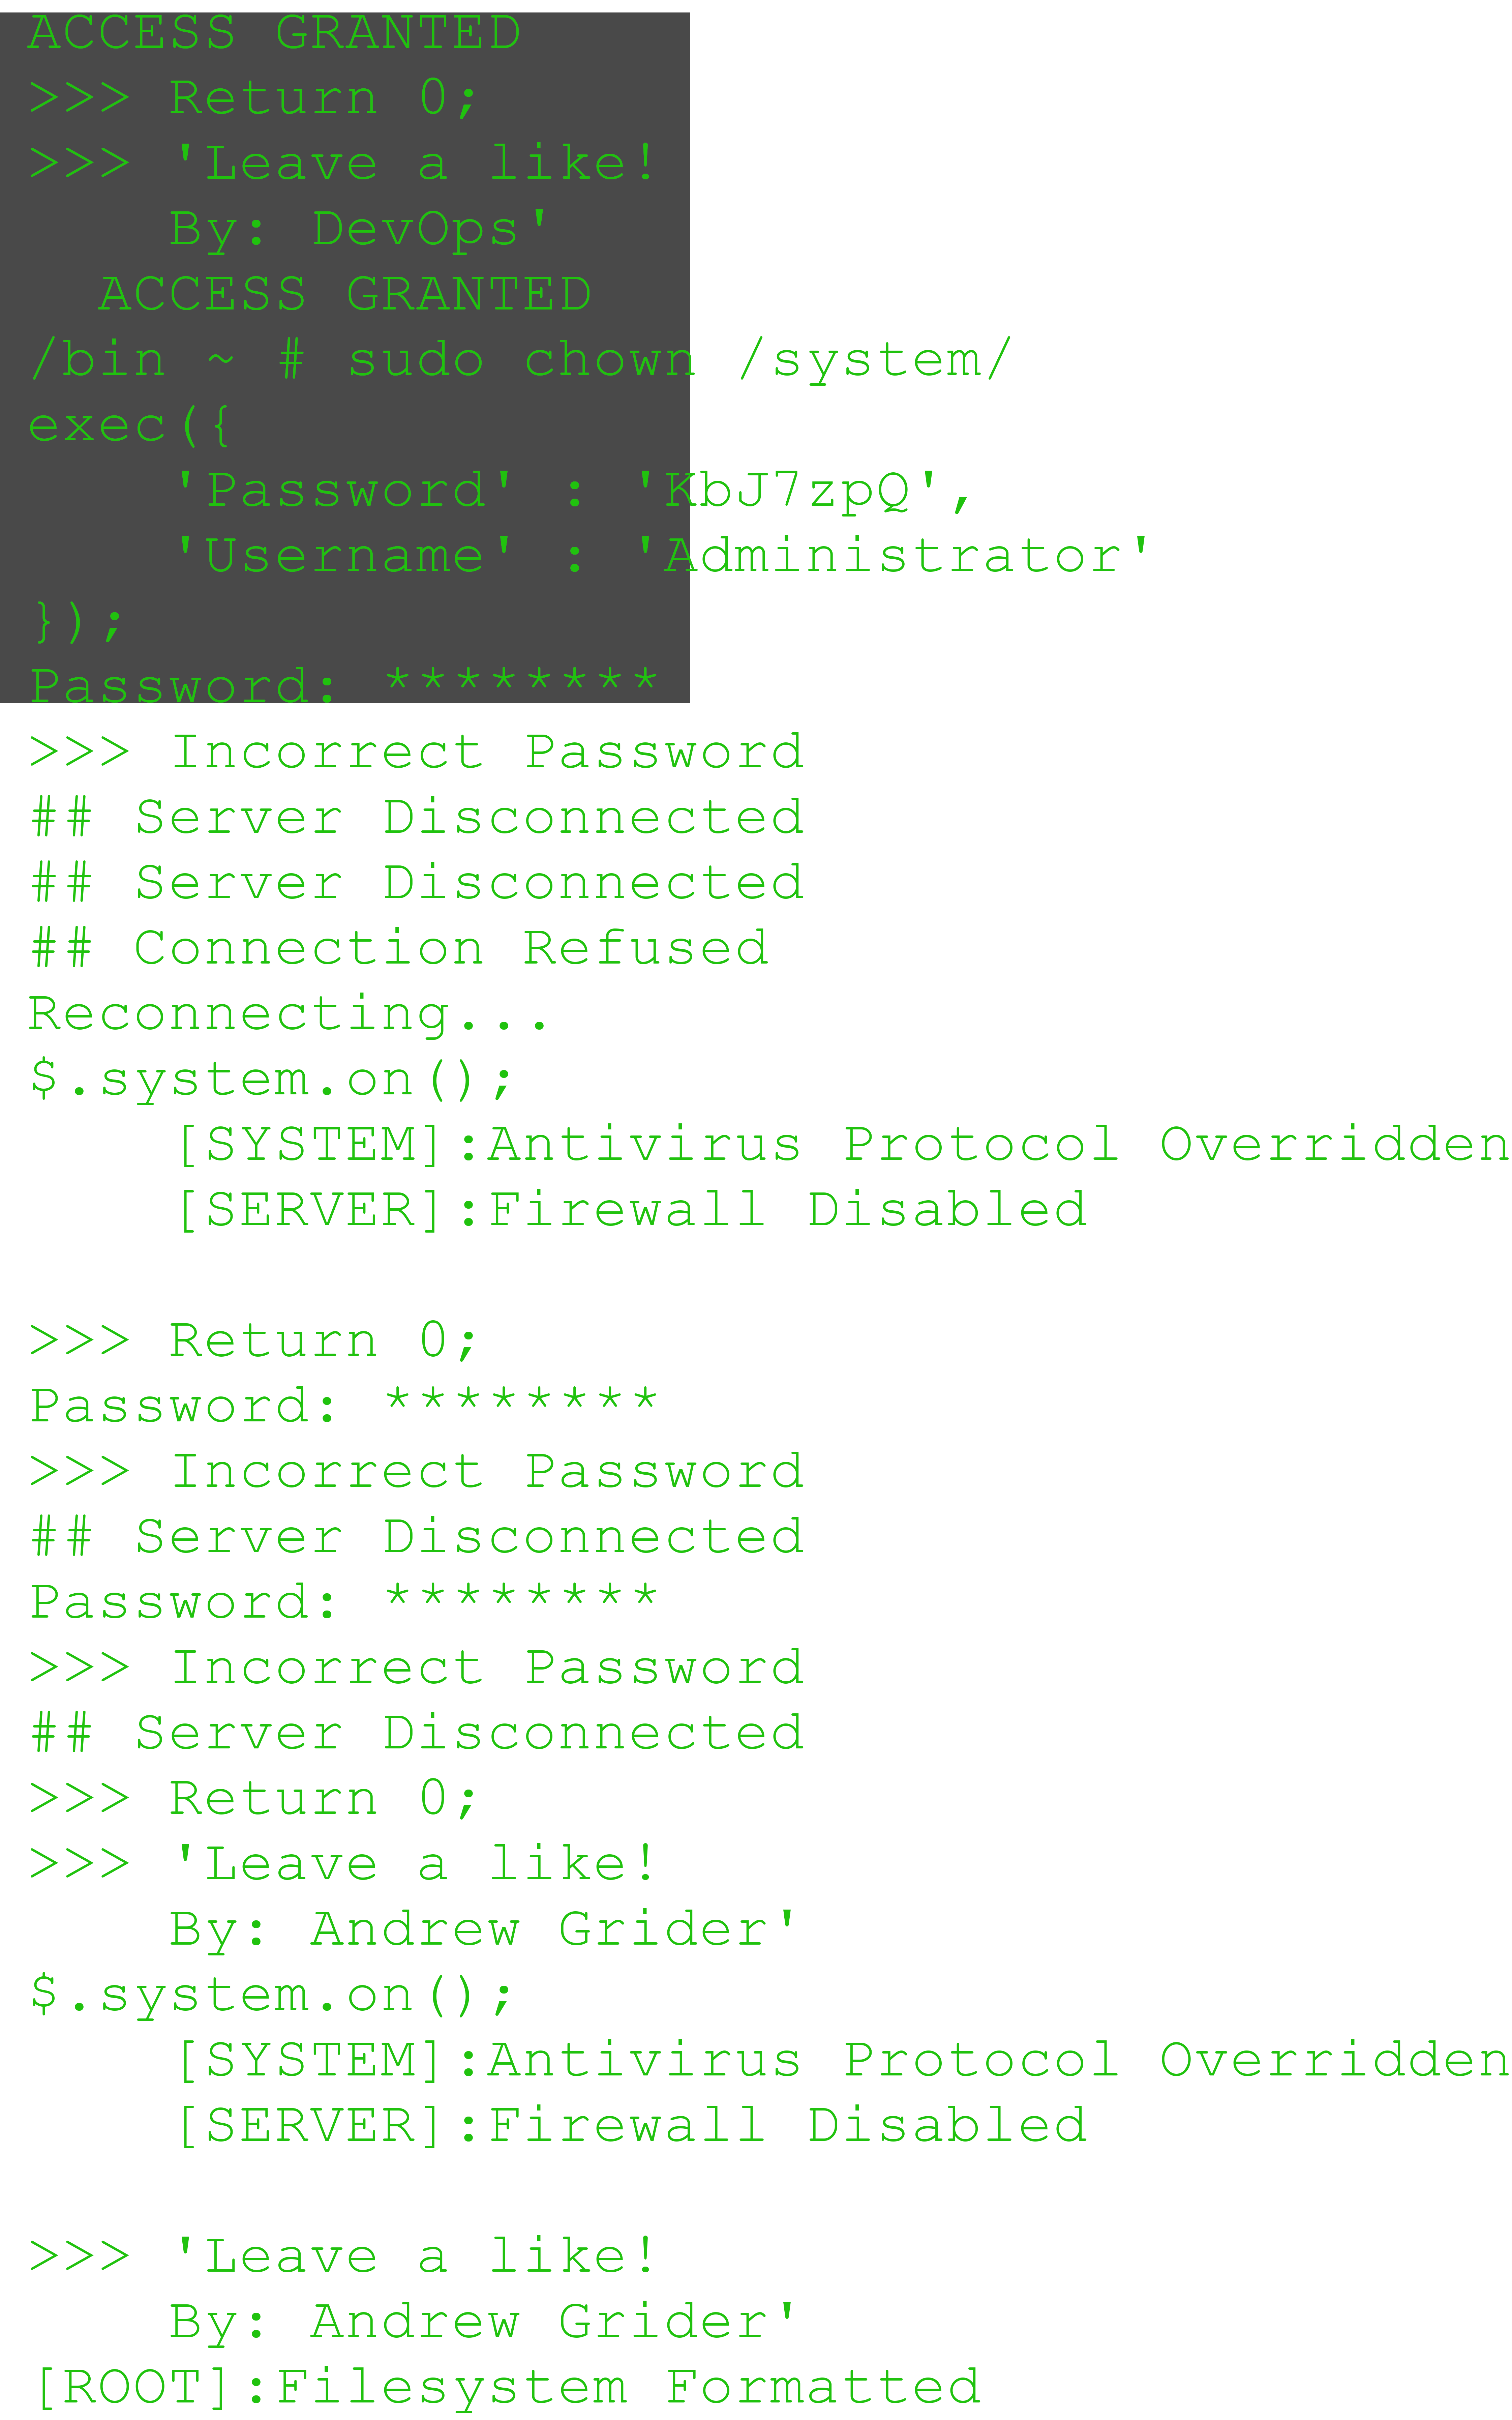 ACCESS GRANTED
>>> Return 0;
>>> 'Leave a like!
    By: DevOps'
  ACCESS GRANTED
/bin ~ # sudo chown /system/
exec({
    'Password' : 'KbJ7zpQ',
    'Username' : 'Administrator'
});
Password: ********
>>> Incorrect Password
## Server Disconnected
## Server Disconnected
## Connection Refused
Reconnecting...
$.system.on();
    [SYSTEM]:Antivirus Protocol Overridden
    [SERVER]:Firewall Disabled
>>> Return 0;
Password: ********
>>> Incorrect Password
## Server Disconnected
Password: ********
>>> Incorrect Password
## Server Disconnected
>>> Return 0;
>>> 'Leave a like!
    By: Andrew Grider'
$.system.on();
    [SYSTEM]:Antivirus Protocol Overridden
    [SERVER]:Firewall Disabled
>>> 'Leave a like!
    By: Andrew Grider'
[ROOT]:Filesystem Formatted